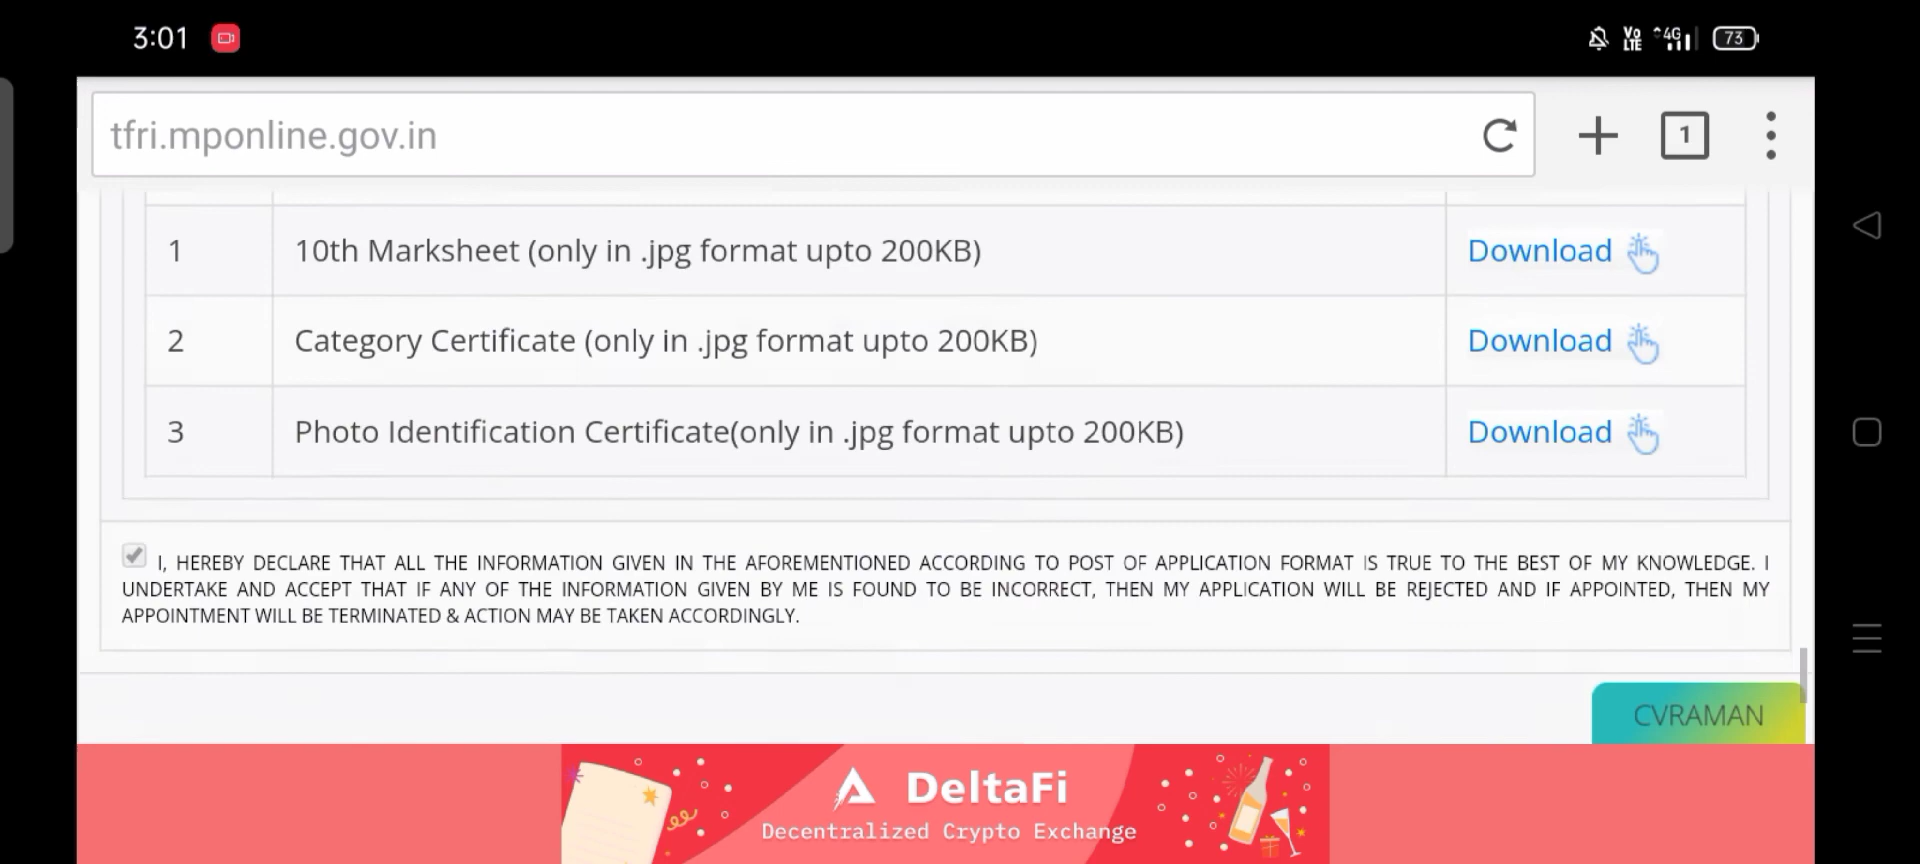 3:01
Vo LTE 4G 73
tfri.mponline.gov.in
1
1 10th Marksheet (only in .jpg format upto 200KB) Download
2 Category Certificate (only in .jpg format upto 200KB) Download
3 Photo Identification Certificate(only in .jpg format upto 200KB) Download
I, HEREBY DECLARE THAT ALL THE INFORMATION GIVEN IN THE AFOREMENTIONED ACCORDING TO POST OF APPLICATION FORMAT IS TRUE TO THE BEST OF MY KNOWLEDGE. I
UNDERTAKE AND ACCEPT THAT IF ANY OF THE INFORMATION GIVEN BY ME IS FOUND TO BE INCORRECT, THEN MY APPLICATION WILL BE REJECTED AND IF APPOINTED, THEN MY
APPOINTMENT WILL BE TERMINATED & ACTION MAY BE TAKEN ACCORDINGLY.
CVRAMAN
DeltaFi
Decentralized Crypto Exchange